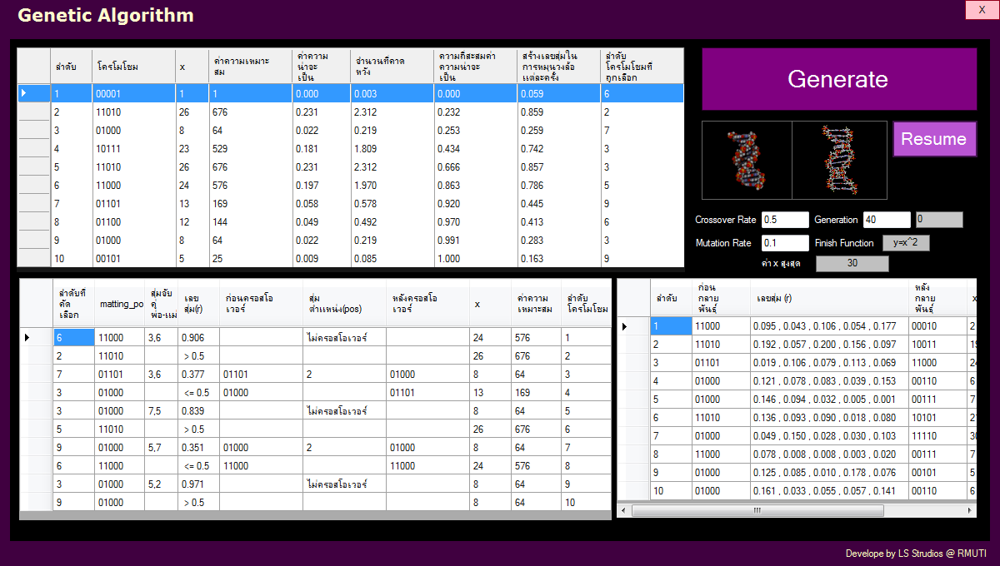 Genetic Algorithm
X
ลำดับ โครโมโซม x ค่าความเหมาะสม ค่าความน่าจะเป็น จำนวนที่คาดหวัง ความถี่สะสมค่าความน่าจะเป็น สร้างเลขสุ่มในการหมุนวงล้อแต่ละครั้ง ลำดับโครโมโซมที่ถูกเลือก
1 00001 1 1 0.000 0.003 0.000 0.059 6
2 11010 26 676 0.231 2.312 0.232 0.859 2
3 01000 8 64 0.022 0.219 0.253 0.259 7
4 10111 23 529 0.181 1.809 0.434 0.742 3
5 11010 26 676 0.231 2.312 0.666 0.857 3
6 11000 24 576 0.197 1.970 0.863 0.786 5
7 01101 13 169 0.058 0.578 0.920 0.445 9
8 01100 12 144 0.049 0.492 0.970 0.413 6
9 01000 8 64 0.022 0.219 0.991 0.283 3
10 00101 5 25 0.009 0.085 1.000 0.163 9
Generate
Resume
Crossover Rate 0.5 Generation 40 0
Mutation Rate 0.1 Finish Function y=x^2
ค่า x สูงสุด 30
ลำดับที่คัดเลือก matting_po สุ่มจับคู่พ่อ-แม่ เลขสุ่ม(r) ก่อนครอสโอเวอร์ สุ่มตำแหน่ง(pos) หลังครอสโอเวอร์ x ค่าความเหมาะสม ลำดับโครโมโซม
6 11000 3,6 0.906 ไม่ครอสโอเวอร์ 24 576 1
2 11010 > 0.5 26 676 2
7 01101 3,6 0.377 01101 2 01000 8 64 3
3 01000 <= 0.5 01000 01101 13 169 4
3 01000 7,5 0.839 ไม่ครอสโอเวอร์ 8 64 5
5 11010 > 0.5 26 676 6
9 01000 5,7 0.351 01000 2 01000 8 64 7
6 11000 <= 0.5 11000 11000 24 576 8
3 01000 5,2 0.971 ไม่ครอสโอเวอร์ 8 64 9
9 01000 > 0.5 8 64 10
ลำดับ ก่อนกลายพันธุ์ เลขสุ่ม (r) หลังกลายพันธุ์ x
1 11000 0.095 , 0.043 , 0.106 , 0.054 , 0.177 00010 2
2 11010 0.192 , 0.057 , 0.200 , 0.156 , 0.097 10011 19
3 01101 0.019 , 0.106 , 0.079 , 0.113 , 0.069 11000 24
4 01000 0.121 , 0.078 , 0.083 , 0.039 , 0.153 00110 6
5 01000 0.146 , 0.094 , 0.032 , 0.005 , 0.001 00111 7
6 11010 0.136 , 0.093 , 0.090 , 0.018 , 0.080 10101 21
7 01000 0.049 , 0.150 , 0.028 , 0.030 , 0.103 11110 30
8 11000 0.078 , 0.008 , 0.008 , 0.003 , 0.020 00111 7
9 01000 0.125 , 0.085 , 0.010 , 0.178 , 0.076 00101 5
10 01000 0.161 , 0.033 , 0.055 , 0.057 , 0.141 00110 6
Develope by LS Strudios @ RMUTI